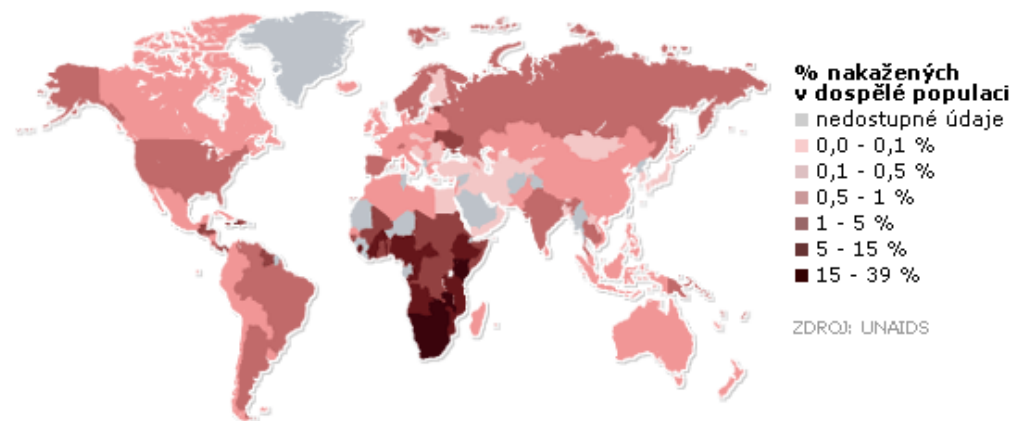 % nakažených
v dospělé populaci
nedostupné údaje
0,0 - 0,1 %
0,1 - 0,5 %
0,5 - 1 %
1 - 5 %
5 - 15 %
15 - 39 %
ZDROJ: UNAIDS